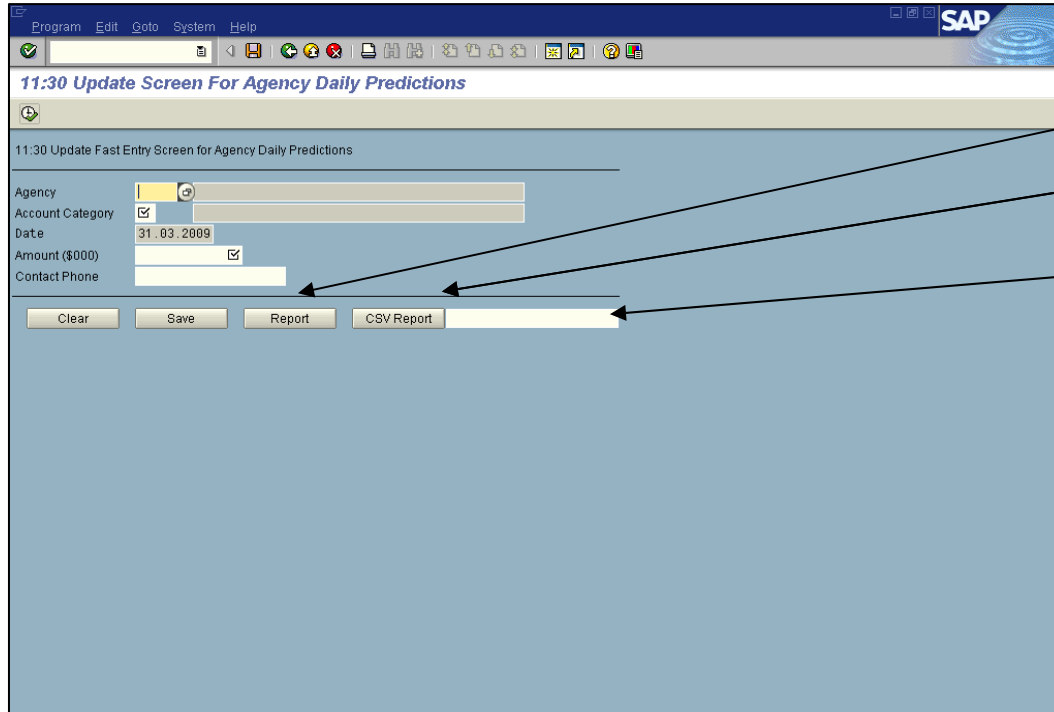 Program Edit Goto System Help
SAP
11:30 Update Screen For Agency Daily Predictions
11:30 Update Fast Entry Screen for Agency Daily Predictions
Agency
Account Category
Date 31.03.2009
Amount ($000)
Contact Phone
Clear Save Report CSV Report